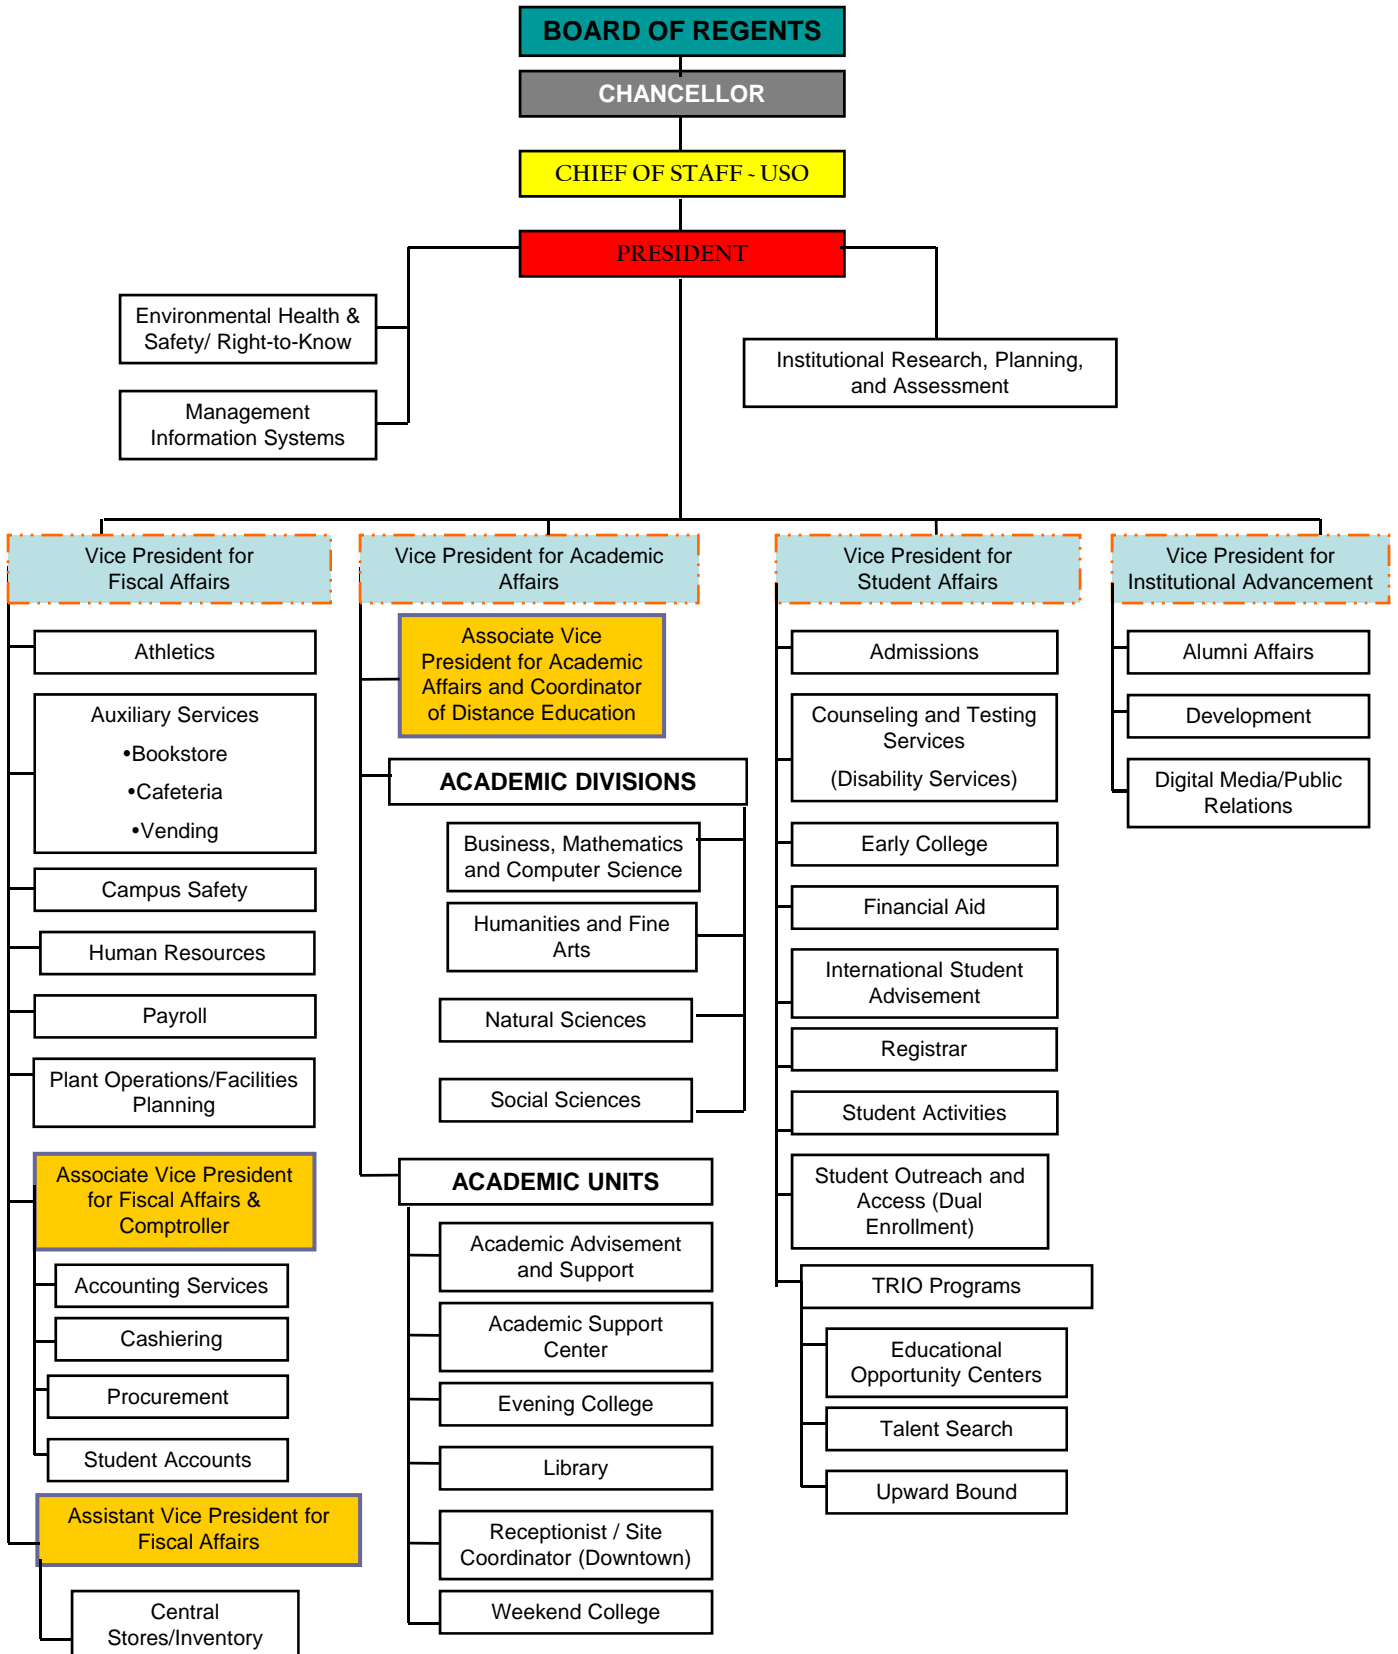 BOARD OF REGENTS
CHANCELLOR
CHIEF OF STAFF - USO
PRESIDENT
Environmental Health &
Safety/ Right-to-Know
Management
Information Systems
Institutional Research, Planning,
and Assessment
Vice President for
Fiscal Affairs
Athletics
Auxiliary Services
•Bookstore
•Cafeteria
•Vending
Campus Safety
Human Resources
Payroll
Plant Operations/Facilities
Planning
Associate Vice President
for Fiscal Affairs &
Comptroller
Accounting Services
Cashiering
Procurement
Student Accounts
Assistant Vice President for
Fiscal Affairs
Central
Stores/Inventory
Vice President for Academic
Affairs
Associate Vice
President for Academic
Affairs and Coordinator
of Distance Education
ACADEMIC DIVISIONS
Business, Mathematics
and Computer Science
Humanities and Fine
Arts
Natural Sciences
Social Sciences
ACADEMIC UNITS
Academic Advisement
and Support
Academic Support
Center
Evening College
Library
Receptionist / Site
Coordinator (Downtown)
Weekend College
Vice President for
Student Affairs
Admissions
Counseling and Testing
Services
(Disability Services)
Early College
Financial Aid
International Student
Advisement
Registrar
Student Activities
Student Outreach and
Access (Dual
Enrollment)
TRIO Programs
Educational
Opportunity Centers
Talent Search
Upward Bound
Vice President for
Institutional Advancement
Alumni Affairs
Development
Digital Media/Public
Relations